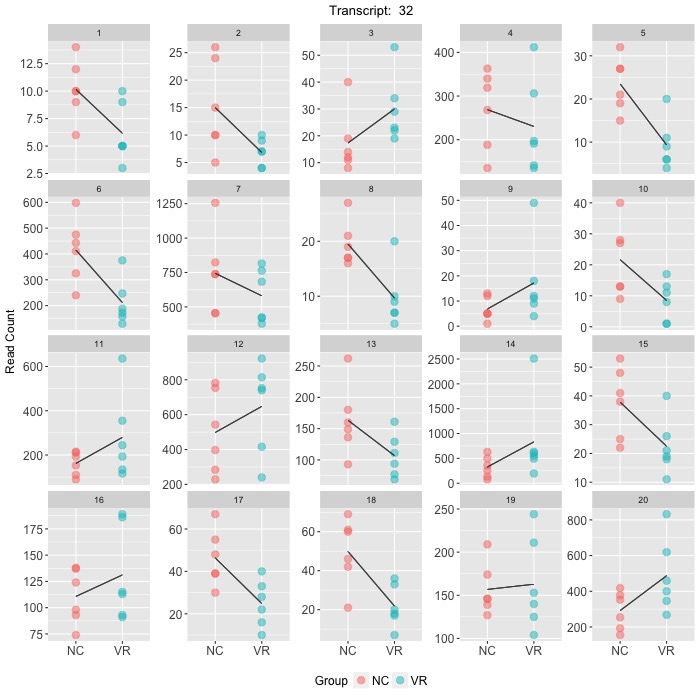 Transcript: 32
1 2 3 4 5
12.5 10.0 7.5 5.0 2.5
25 20 15 10 5
50 40 30 20 10
400 300 200
30 20 10
6 7 8 9 10
600 500 400 300 200
1250 1000 750 500
20 10
50 40 30 20 10 0
40 30 20 10 0
Read Count
11 12 13 14 15
600 400 200
800 600 400 200
250 200 150 100
2500 2000 1500 1000 500 0
50 40 30 20 10
16 17 18 19 20
175 150 125 100 75
60 40 20
60 40 20
250 200 150 100
800 600 400 200
NC VR NC VR NC VR NC VR NC VR
Group NC VR